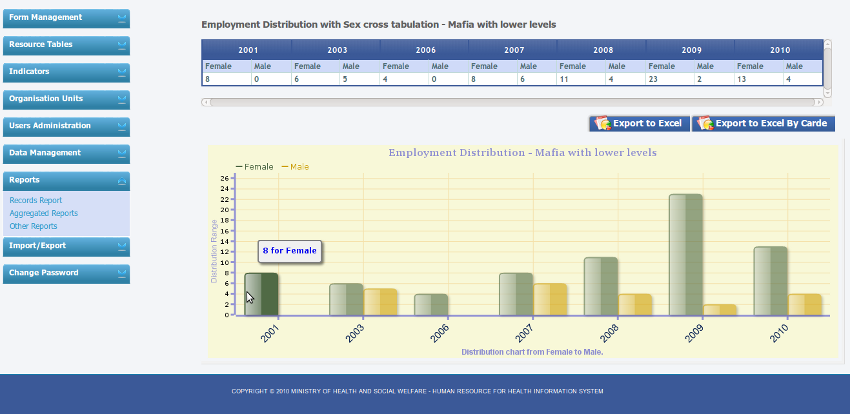 Form Management
Resource Tables
Indicators
Organisation Units
Users Administration
Data Management
Reports
Records Report
Aggregated Reports
Other Reports
Import/Export
Change Password
Employment Distribution with Sex cross tabulation - Mafia with lower levels
2001 2003 2006 2007 2008 2009 2010
Female Male Female Male Female Male Female Male Female Male Female Male Female Male
8 0 6 5 4 0 8 6 11 4 23 2 13 4
Export to Excel Export to Excel By Carde
Employment Distribution - Mafia with lower levels
Female Male
26
24
22
20
18
16
14
12
10
8
6
4
2
0
Distribution Range
8 for Female
2001 2003 2006 2007 2008 2009 2010
Distribution chart from Female to Male.
COPYRIGHT © 2010 MINISTRY OF HEALTH AND SOCIAL WELFARE - HUMAN RESOURCE FOR HEALTH INFORMATION SYSTEM